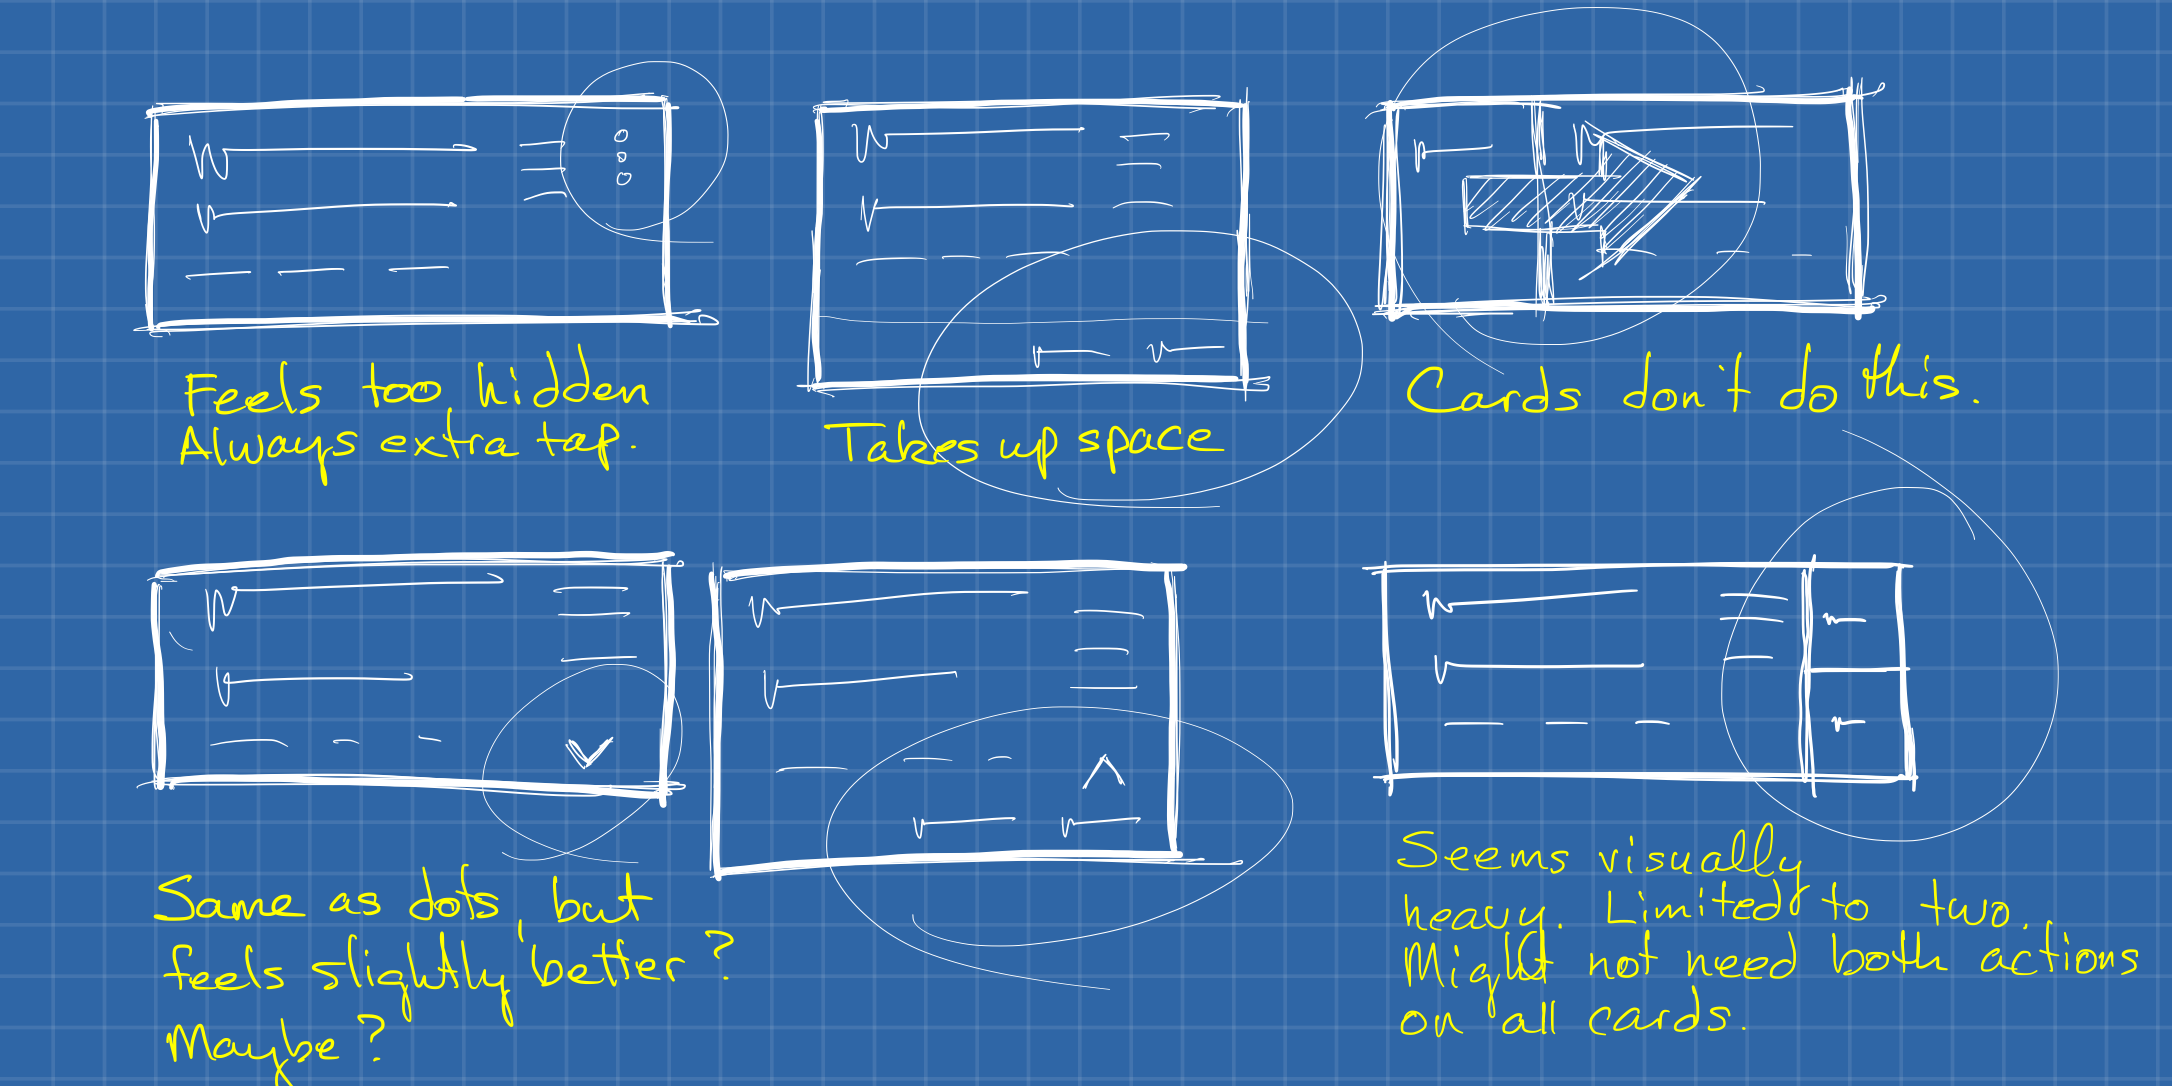 Feels too hidden
Always extra tap.
Takes up space
Cards don't do this.
Same as dots, but
feels slightly better?
Maybe?
Seems visually
heavy. Limited to two.
Might not need both actions
on all cards.